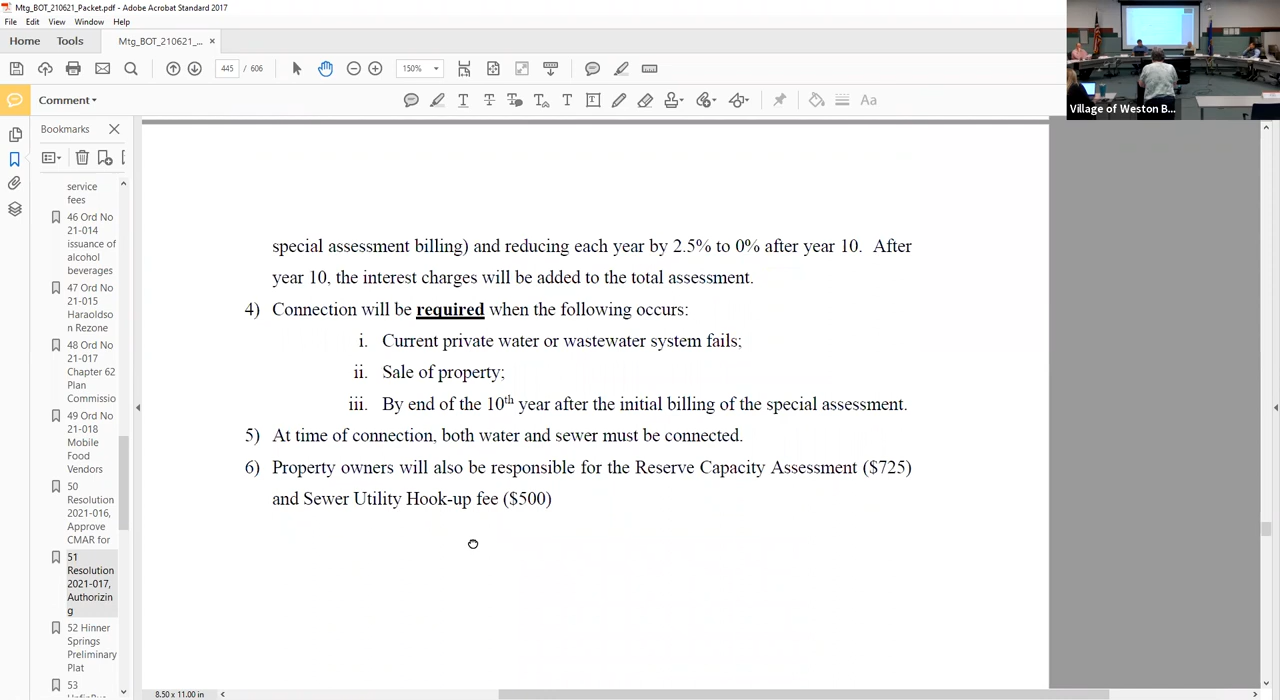 Mtg_BOT_210621_Packet.pdf - Adobe Acrobat Standard 2017
File Edit View Window Help
Home Tools Mtg_BOT_210621_... ×
445 / 606 150%
Comment
Aa
Bookmarks
service
fees
46 Ord No
21-014
issuance of
alcohol
beverages
47 Ord No
21-015
Haraoldso
n Rezone
48 Ord No
21-017
Chapter 62
Plan
Commissio
49 Ord No
21-018
Mobile
Food
Vendors
50
Resolution
2021-016,
Approve
CMAR for
51
Resolution
2021-017,
Authorizin
g
52 Hinner
Springs
Preliminary
Plat
53
special assessment billing) and reducing each year by 2.5% to 0% after year 10. After
year 10, the interest charges will be added to the total assessment.
4) Connection will be required when the following occurs:
i. Current private water or wastewater system fails;
ii. Sale of property;
iii. By end of the 10th year after the initial billing of the special assessment.
5) At time of connection, both water and sewer must be connected.
6) Property owners will also be responsible for the Reserve Capacity Assessment ($725)
and Sewer Utility Hook-up fee ($500)
8.50 x 11.00 in
Village of Weston B...